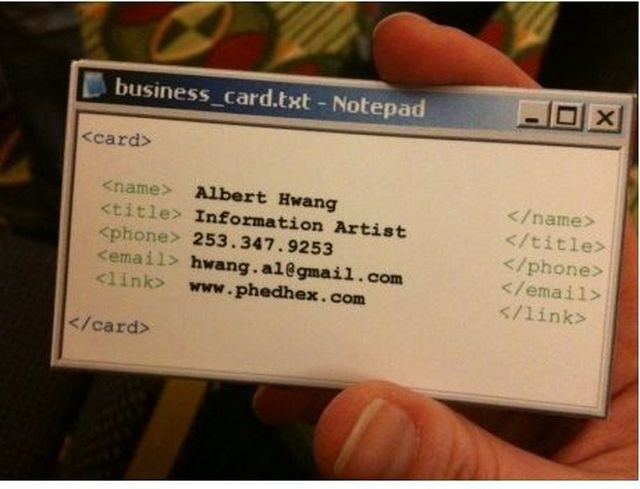 business_card.txt - Notepad
<card>
<name> Albert Hwang </name>
<title> Information Artist </title>
<phone> 253.347.9253 </phone>
<email> hwang.al@gmail.com </email>
<link> www.phedhex.com </link>
</card>